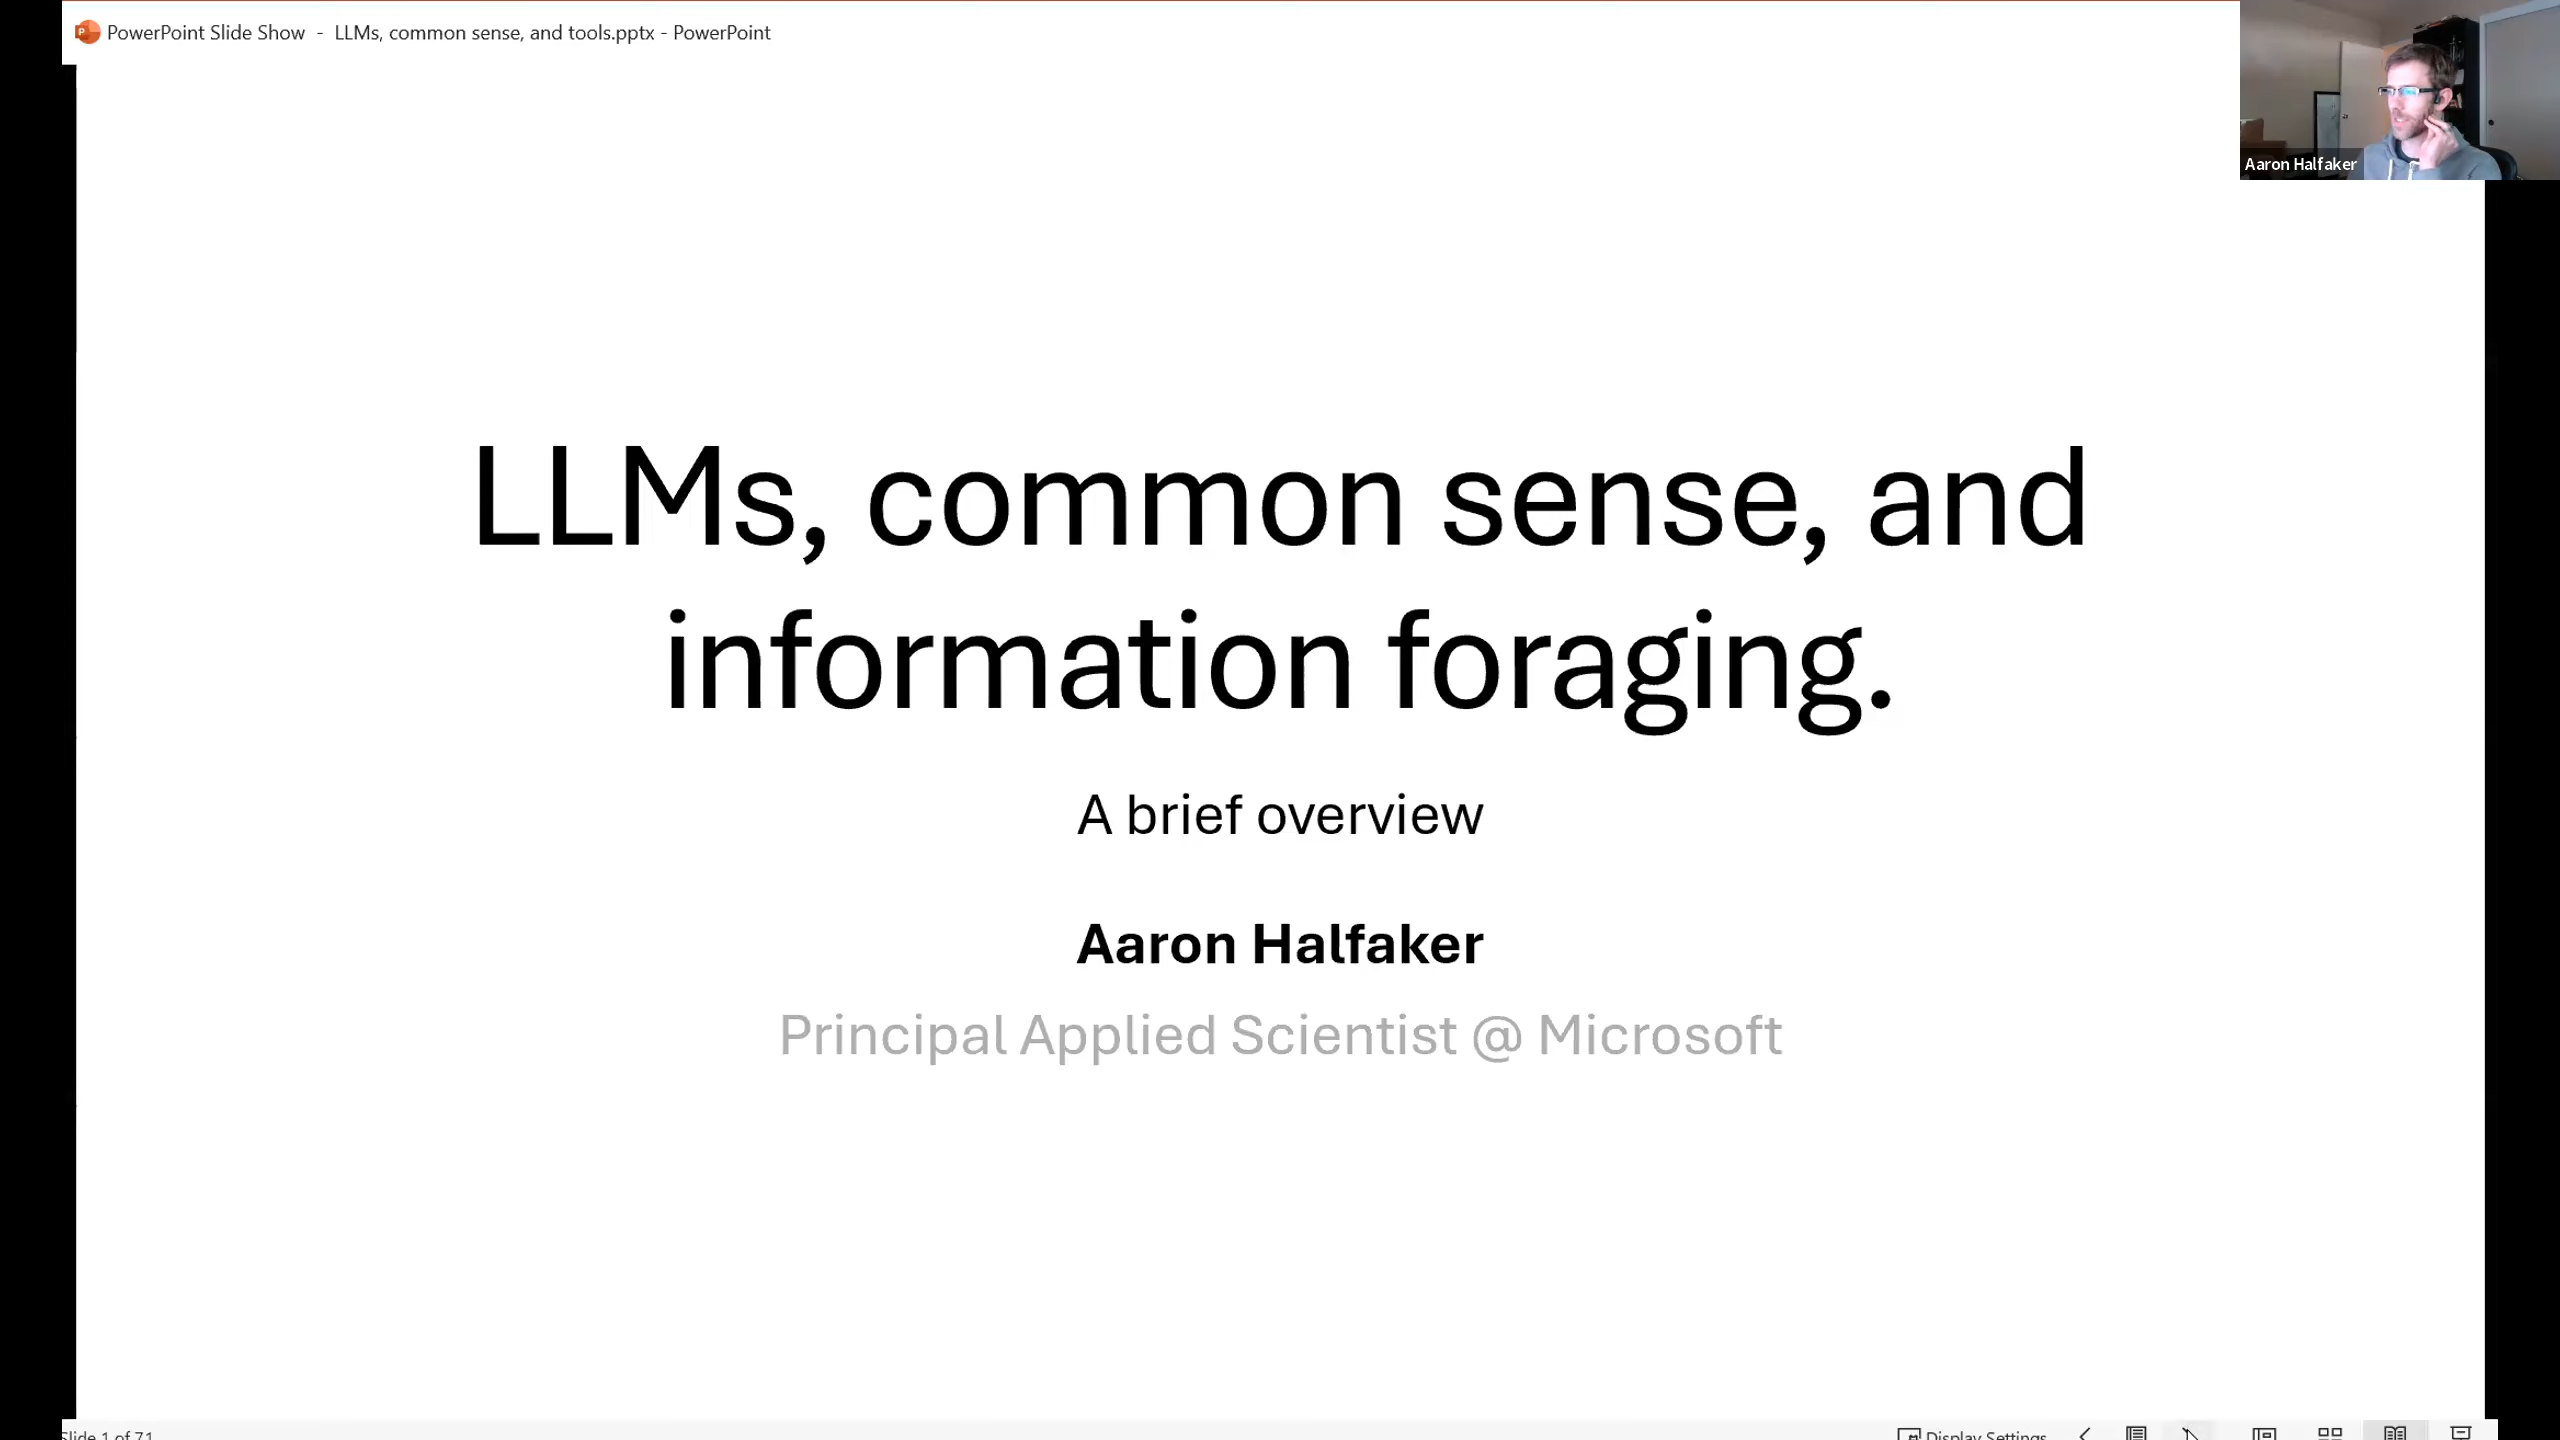 PowerPoint Slide Show - LLMs, common sense, and tools.pptx - PowerPoint
Aaron Halfaker
LLMs, common sense, and
information foraging.
A brief overview
Aaron Halfaker
Principal Applied Scientist @ Microsoft
Slide 1 of 71
Display Settings